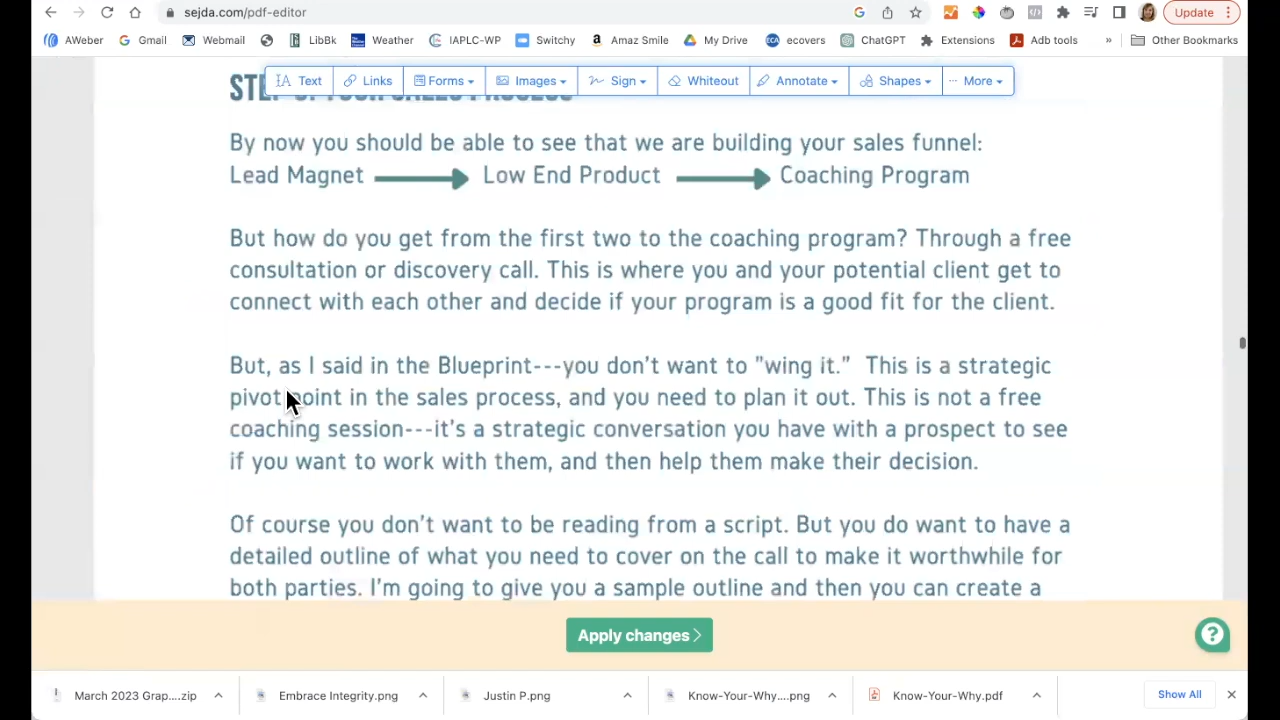 sejda.com/pdf-editor
Update
AWeber Gmail Webmail LibBk Weather IAPLC-WP Switchy Amaz Smile My Drive ecovers ChatGPT Extensions Adb tools » Other Bookmarks
Text Links Forms Images Sign Whiteout Annotate Shapes More
By now you should be able to see that we are building your sales funnel:
Lead Magnet Low End Product Coaching Program
But how do you get from the first two to the coaching program? Through a free
consultation or discovery call. This is where you and your potential client get to
connect with each other and decide if your program is a good fit for the client.
But, as I said in the Blueprint---you don't want to "wing it." This is a strategic
pivot point in the sales process, and you need to plan it out. This is not a free
coaching session---it's a strategic conversation you have with a prospect to see
if you want to work with them, and then help them make their decision.
Of course you don't want to be reading from a script. But you do want to have a
detailed outline of what you need to cover on the call to make it worthwhile for
both parties. I'm going to give you a sample outline and then you can create a
Apply changes
March 2023 Grap....zip Embrace Integrity.png Justin P.png Know-Your-Why....png Know-Your-Why.pdf Show All